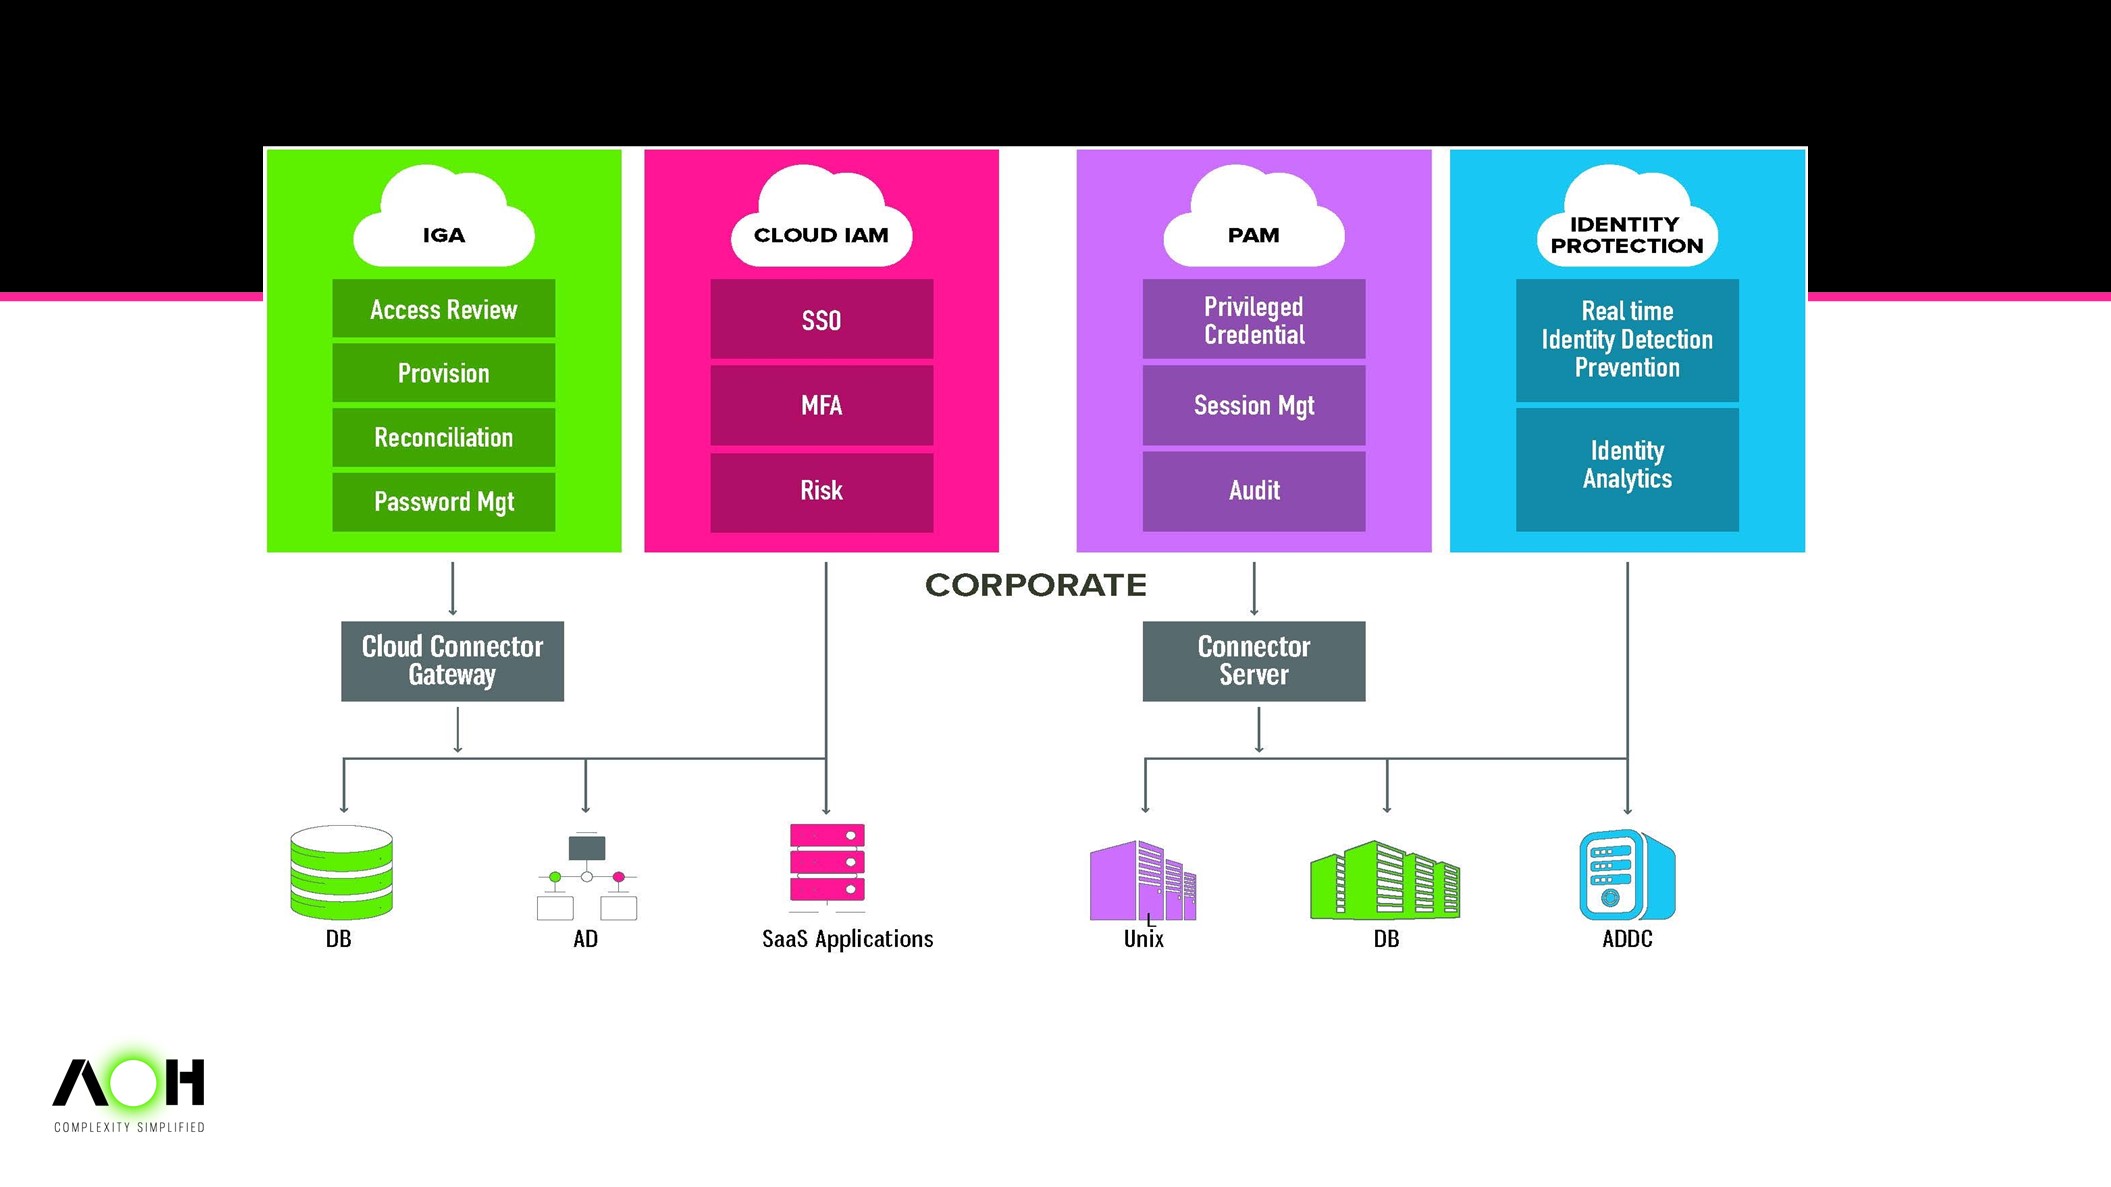 IGA
Access Review
Provision
Reconciliation
Password Mgt
CLOUD IAM
SSO
MFA
Risk
PAM
Privileged
Credential
Session Mgt
Audit
IDENTITY
PROTECTION
Real time
Identity Detection
Prevention
Identity
Analytics
CORPORATE
Cloud Connector
Gateway
Connector
Server
DB
AD
SaaS Applications
L
Unix
DB
ADDC
AOH
COMPLEXITY SIMPLIFIED